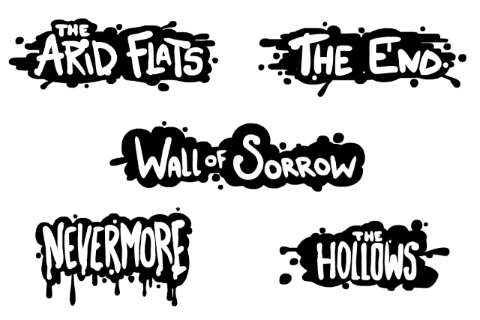 THE
ARID FLATS
THE END
WALL OF SORROW
NEVERMORE
THE
HOLLOWS